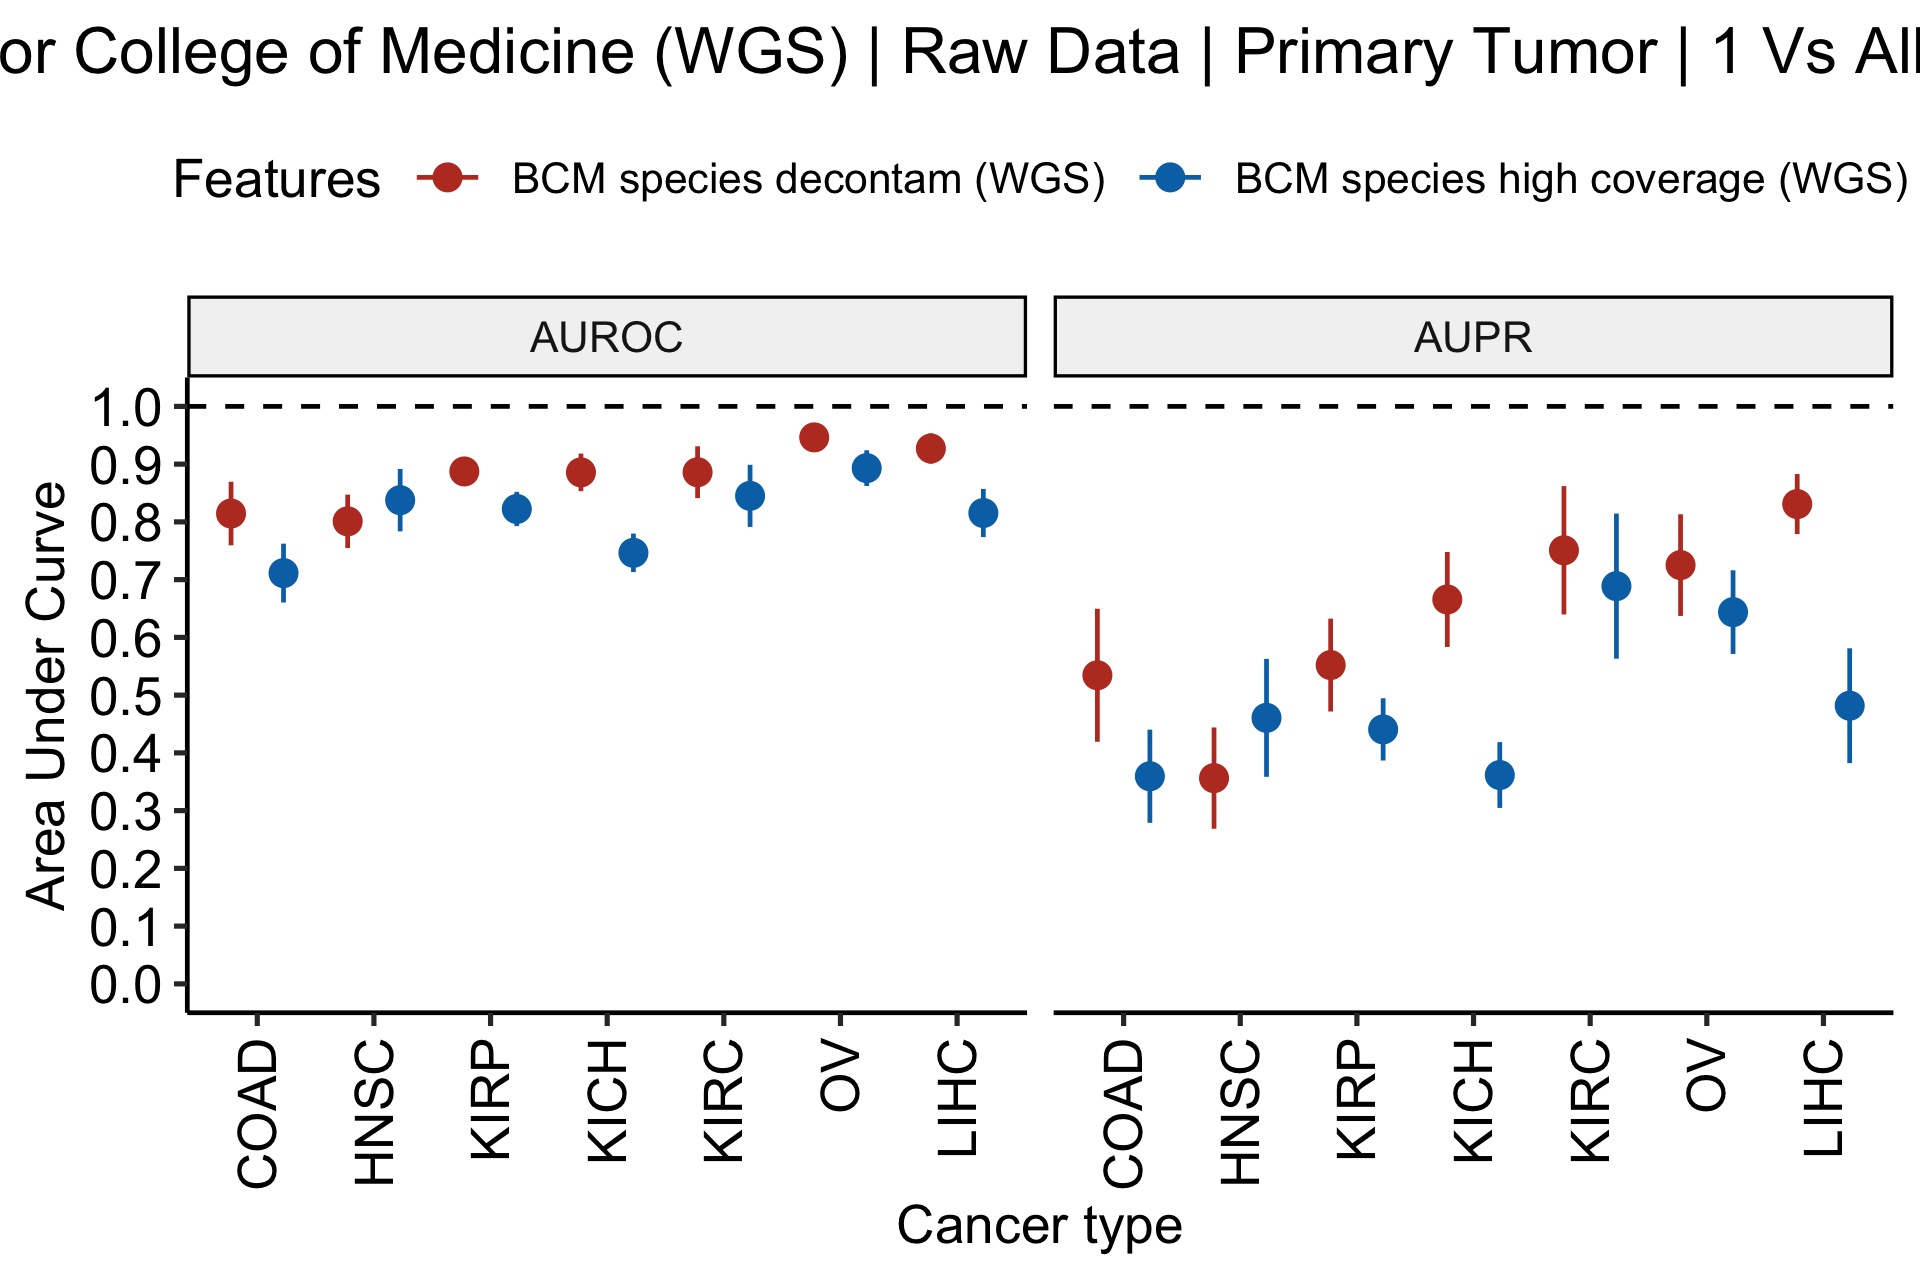 or College of Medicine (WGS) | Raw Data | Primary Tumor | 1 Vs All
Features BCM species decontam (WGS) BCM species high coverage (WGS)
AUROC AUPR
1.0
0.9
0.8
0.7
0.6
0.5
0.4
0.3
0.2
0.1
0.0
Area Under Curve
COAD HNSC KIRP KICH KIRC OV LIHC COAD HNSC KIRP KICH KIRC OV LIHC
Cancer type